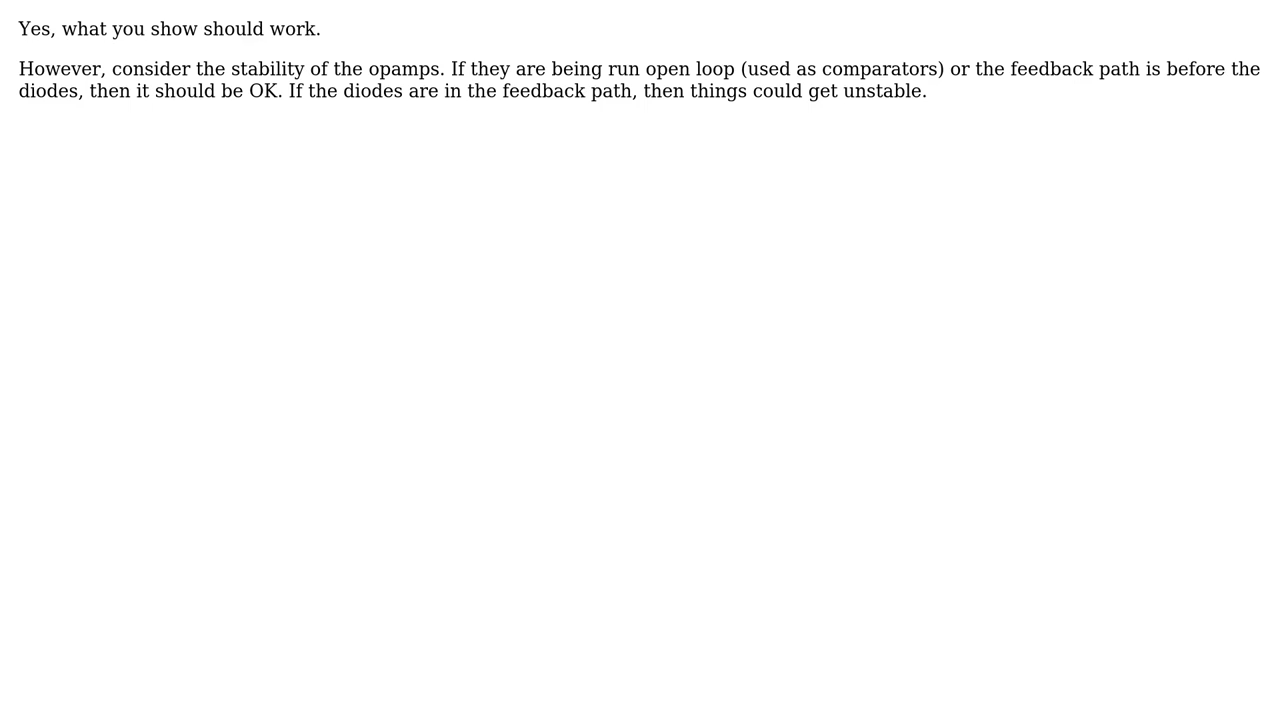 Yes, what you show should work.
However, consider the stability of the opamps. If they are being run open loop (used as comparators) or the feedback path is before the
diodes, then it should be OK. If the diodes are in the feedback path, then things could get unstable.